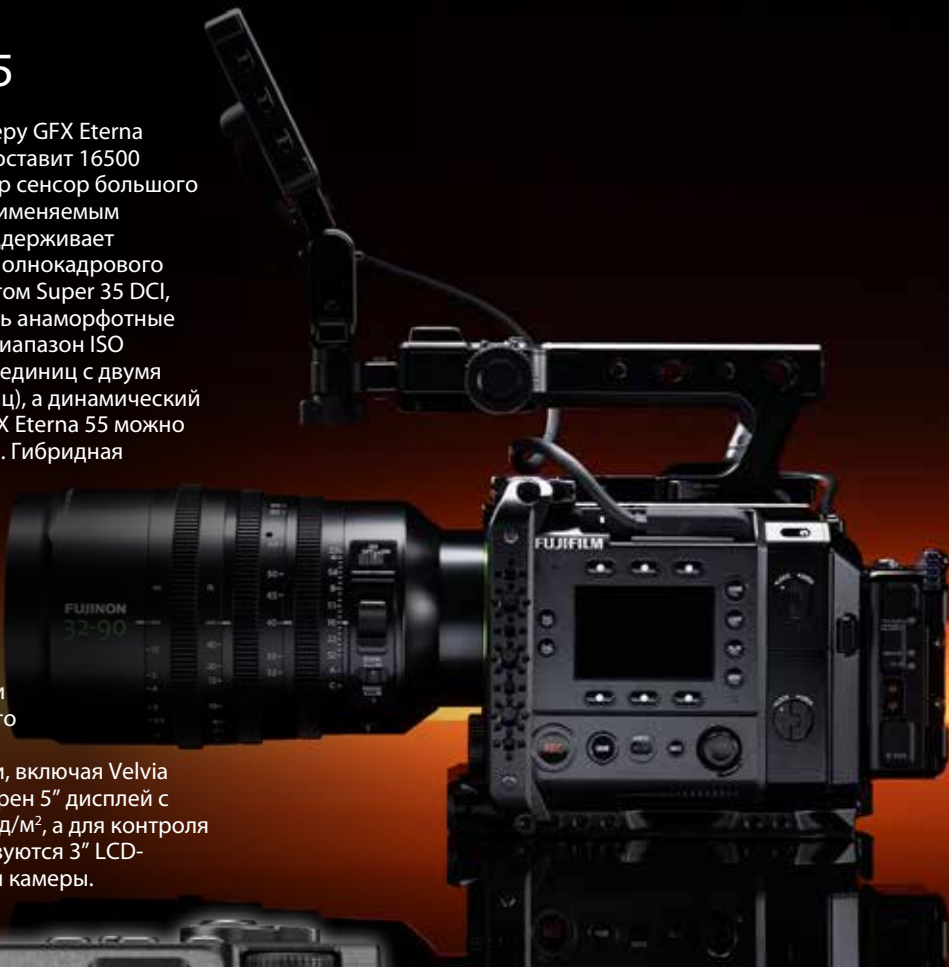 5
еру GFX Eterna
оставит 16500
р сенсор большого
именяемым
держивает
олнокадрового
том Super 35 DCI,
ь анаморфотные
иапазон ISO
единиц с двумя
ц), а динамический
X Eterna 55 можно
. Гибридная
FUJIFILM
FUJINON
32-90
и
то
и, включая Velvia
рен 5” дисплей с
д/м², а для контроля
зуются 3” LCD-
и камеры.
REC